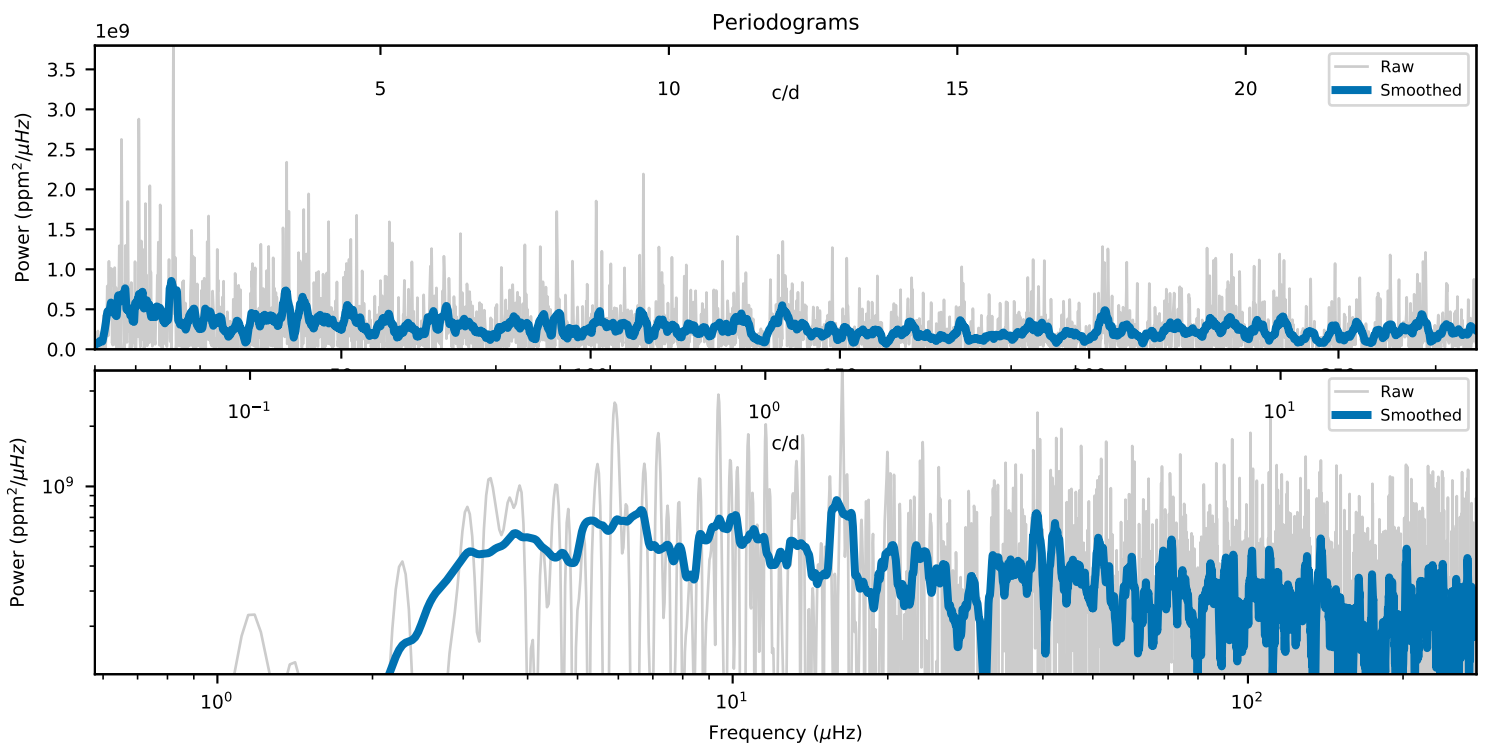 Periodograms
1e9
Power (ppm²/μHz)
3.5
3.0
2.5
2.0
1.5
1.0
0.5
0.0
5 10 15 20
c/d
Raw
Smoothed
Power (ppm²/μHz)
10⁹
10⁻¹ 10⁰ 10¹
c/d
Raw
Smoothed
10⁰ 10¹ 10²
Frequency (μHz)